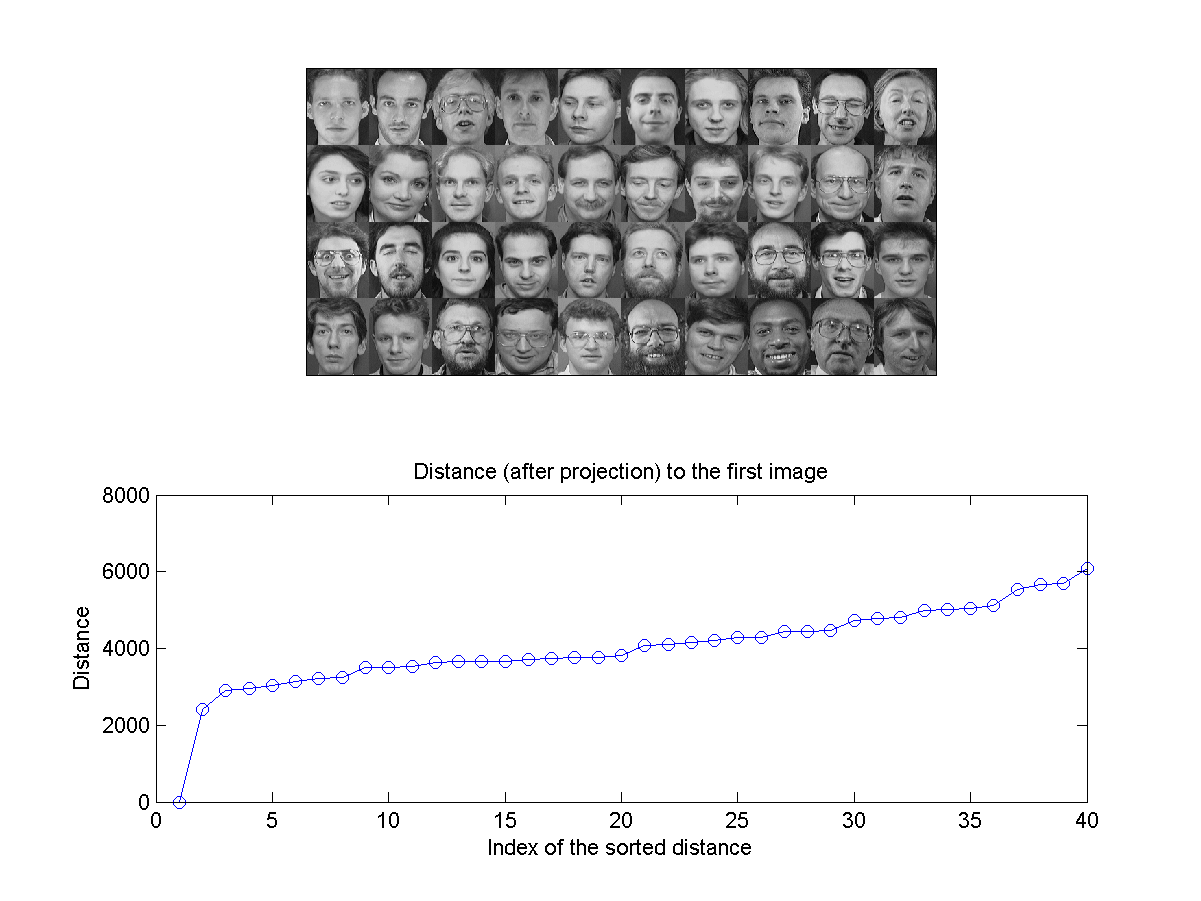 Distance (after projection) to the first image
8000
6000
4000
2000
0
Distance
0 5 10 15 20 25 30 35 40
Index of the sorted distance